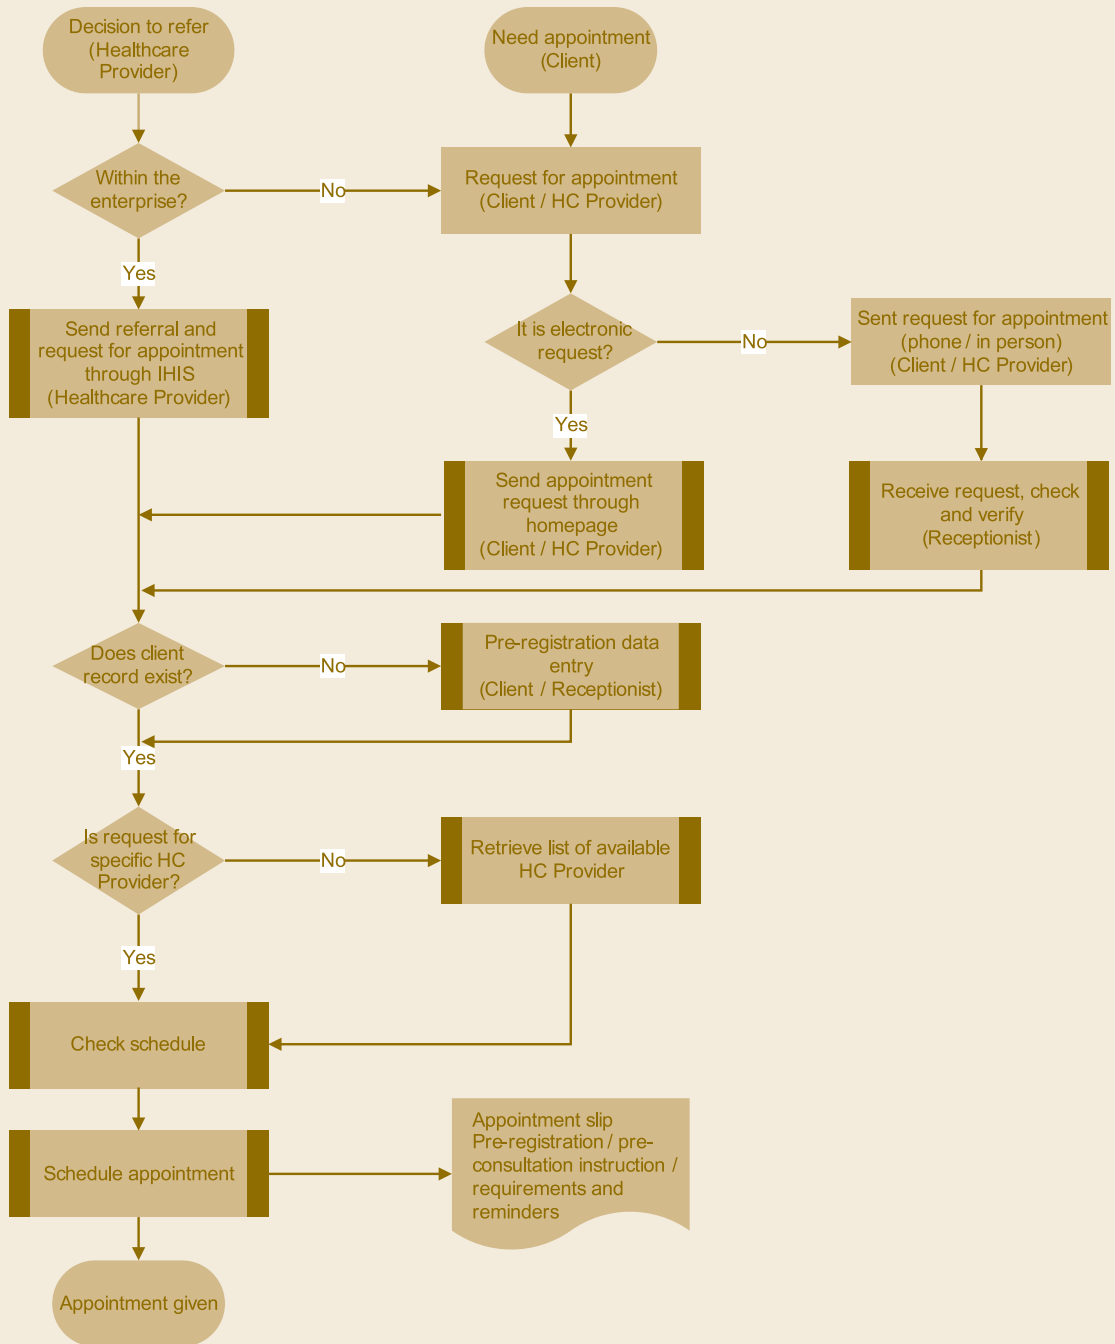 Decision to refer
(Healthcare
Provider)
Need appointment
(Client)
Within the
enterprise?
No
Request for appointment
(Client / HC Provider)
Yes
Send referral and
request for appointment
through IHIS
(Healthcare Provider)
It is electronic
request?
No
Sent request for appointment
(phone / in person)
(Client / HC Provider)
Yes
Send appointment
request through
homepage
(Client / HC Provider)
Receive request, check
and verify
(Receptionist)
Does client
record exist?
No
Pre-registration data
entry
(Client / Receptionist)
Yes
Is request for
specific HC
Provider?
No
Retrieve list of available
HC Provider
Yes
Check schedule
Schedule appointment
Appointment slip
Pre-registration / pre-
consultation instruction /
requirements and
reminders
Appointment given